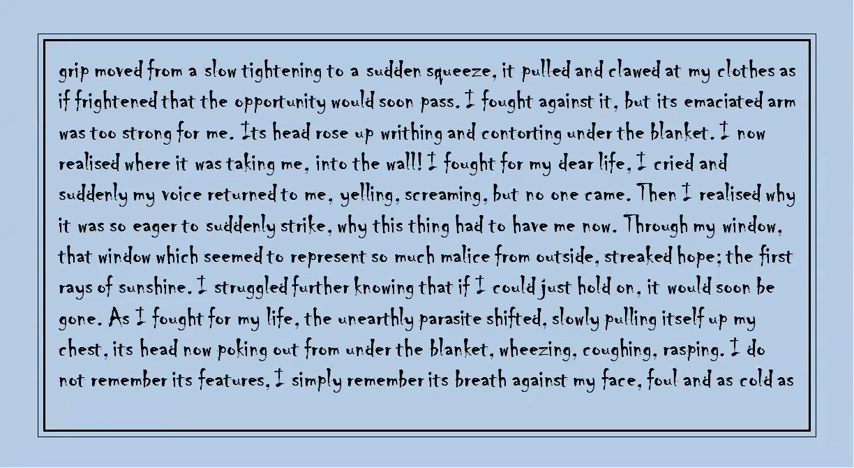 grip moved from a slow tightening to a sudden squeeze, it pulled and clawed at my clothes as
if frightened that the opportunity would soon pass. I fought against it, but its emaciated arm
was too strong for me. Its head rose up writhing and contorting under the blanket. I now
realised where it was taking me, into the wall! I fought for my dear life, I cried and
suddenly my voice returned to me, yelling, screaming, but no one came. Then I realised why
it was so eager to suddenly strike, why this thing had to have me now. Through my window,
that window which seemed to represent so much malice from outside, streaked hope; the first
rays of sunshine. I struggled further knowing that if I could just hold on, it would soon be
gone. As I fought for my life, the unearthly parasite shifted, slowly pulling itself up my
chest, its head now poking out from under the blanket, wheezing, coughing, rasping. I do
not remember its features, I simply remember its breath against my face, foul and as cold as